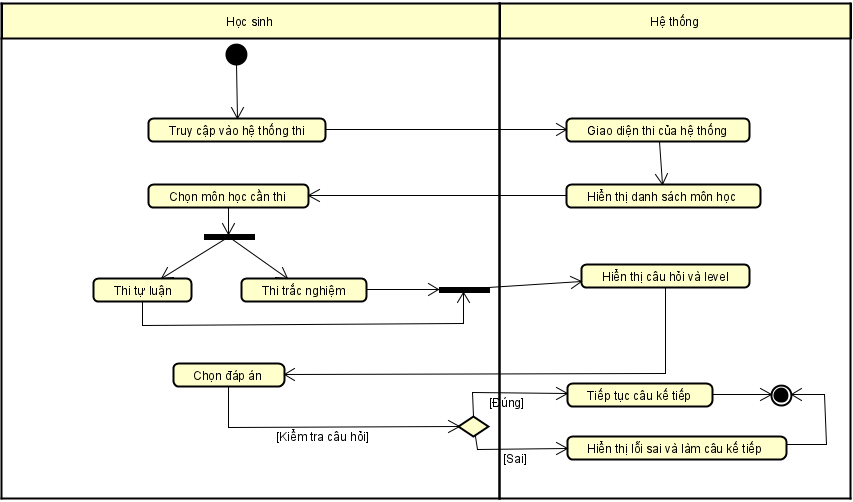 Học sinh
Hệ thống
Truy cập vào hệ thống thi
Giao diện thi của hệ thống
Chọn môn học cần thi
Hiển thị danh sách môn học
Thi tự luận
Thi trắc nghiệm
Hiển thị câu hỏi và level
Chọn đáp án
[Kiểm tra câu hỏi]
[Đúng]
Tiếp tục câu kế tiếp
[Sai]
Hiển thị lỗi sai và làm câu kế tiếp